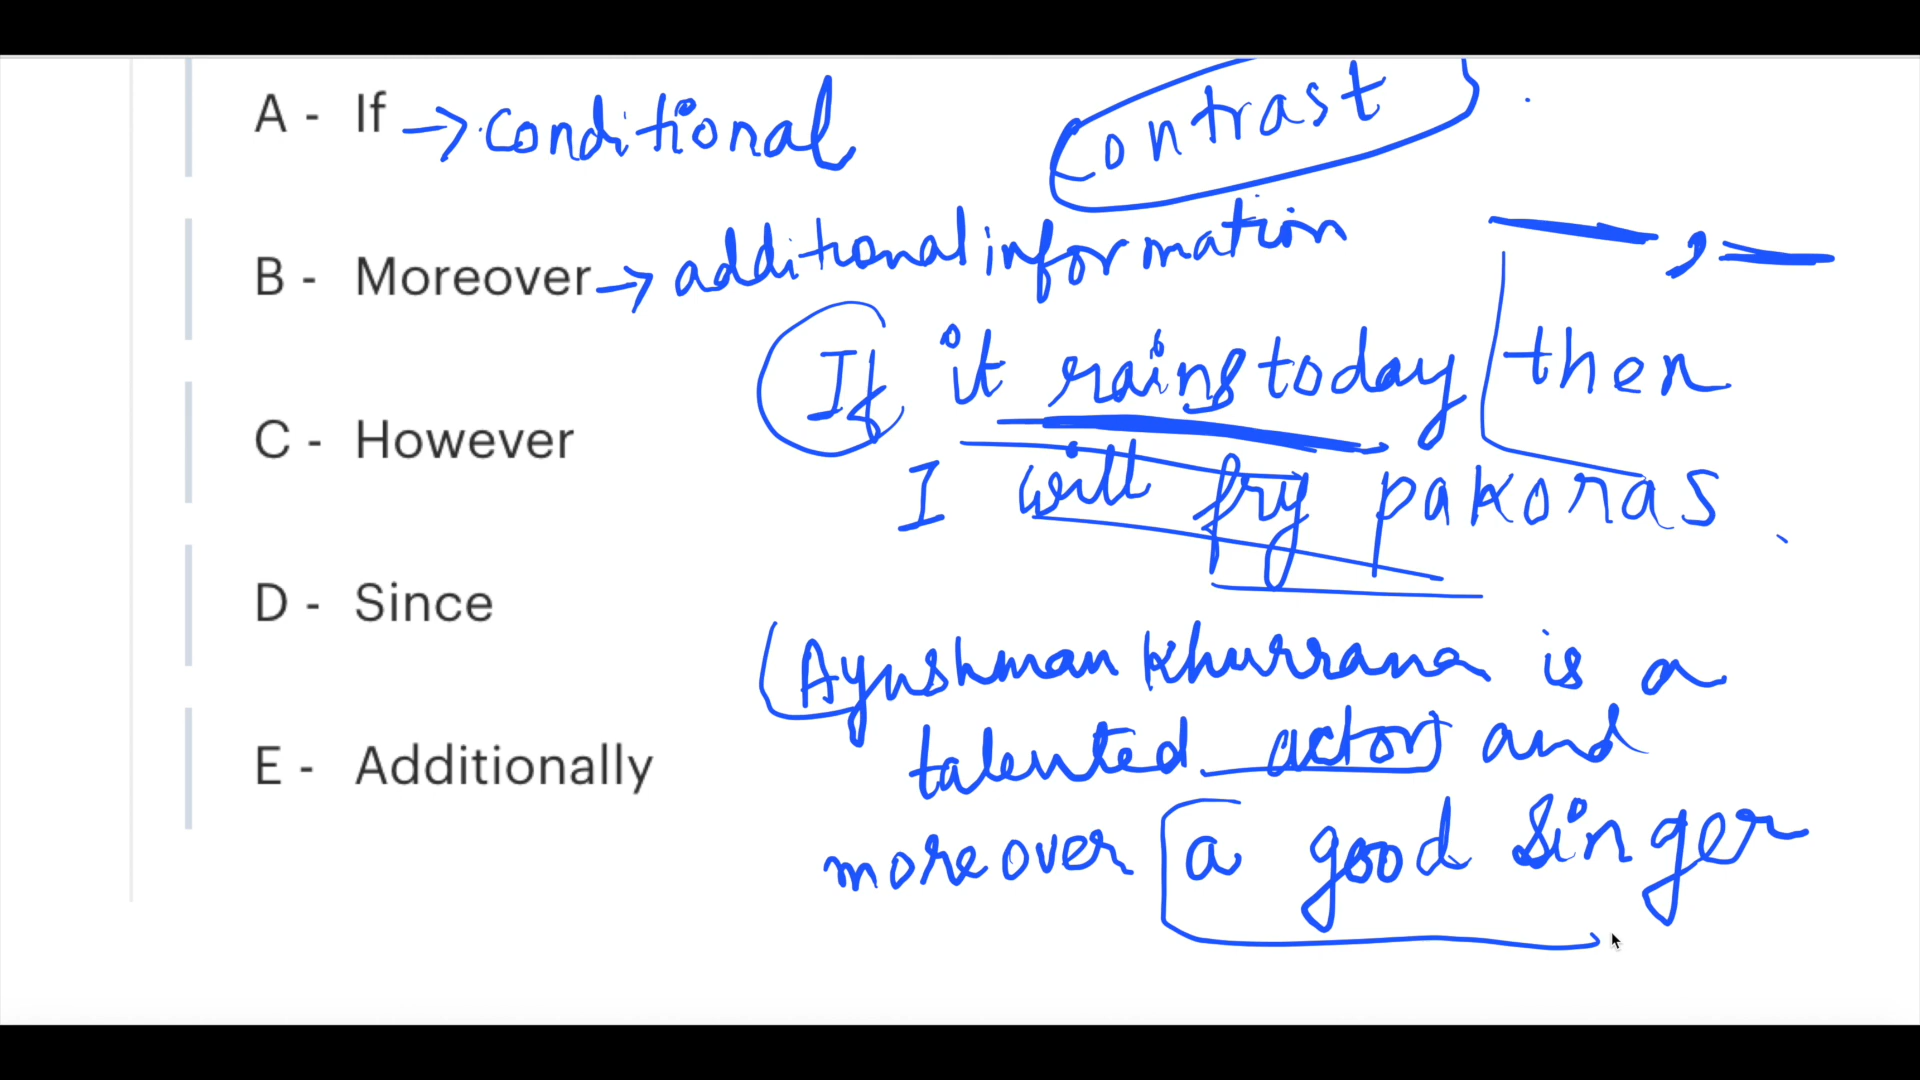 A - If → conditional
contrast
B - Moreover → additional information
If it rains today then
I will fry pakoras.
C - However
D - Since
Ayushman Khurrana is a
talented actor and
moreover a good singer
E - Additionally